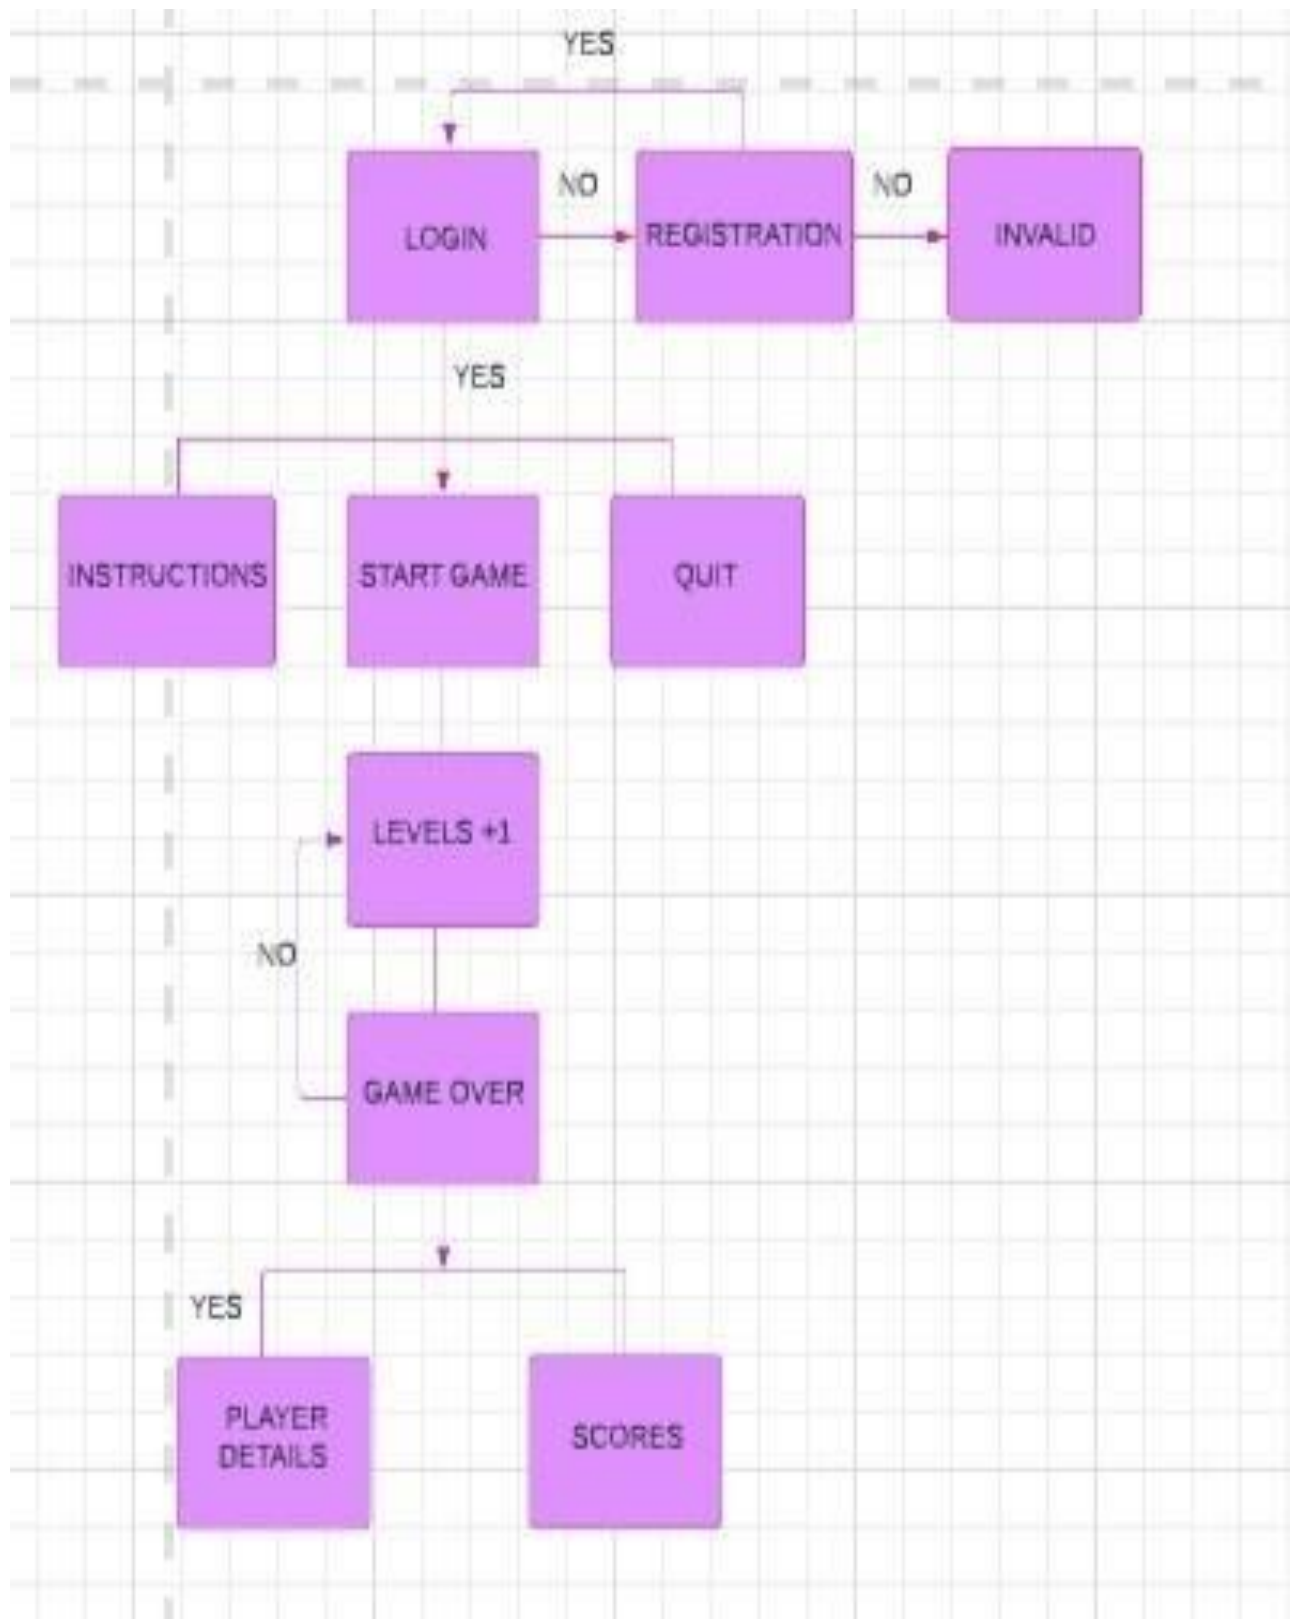 YES
NO
NO
LOGIN
REGISTRATION
INVALID
YES
INSTRUCTIONS
START GAME
QUIT
LEVELS +1
NO
GAME OVER
YES
PLAYER
DETAILS
SCORES